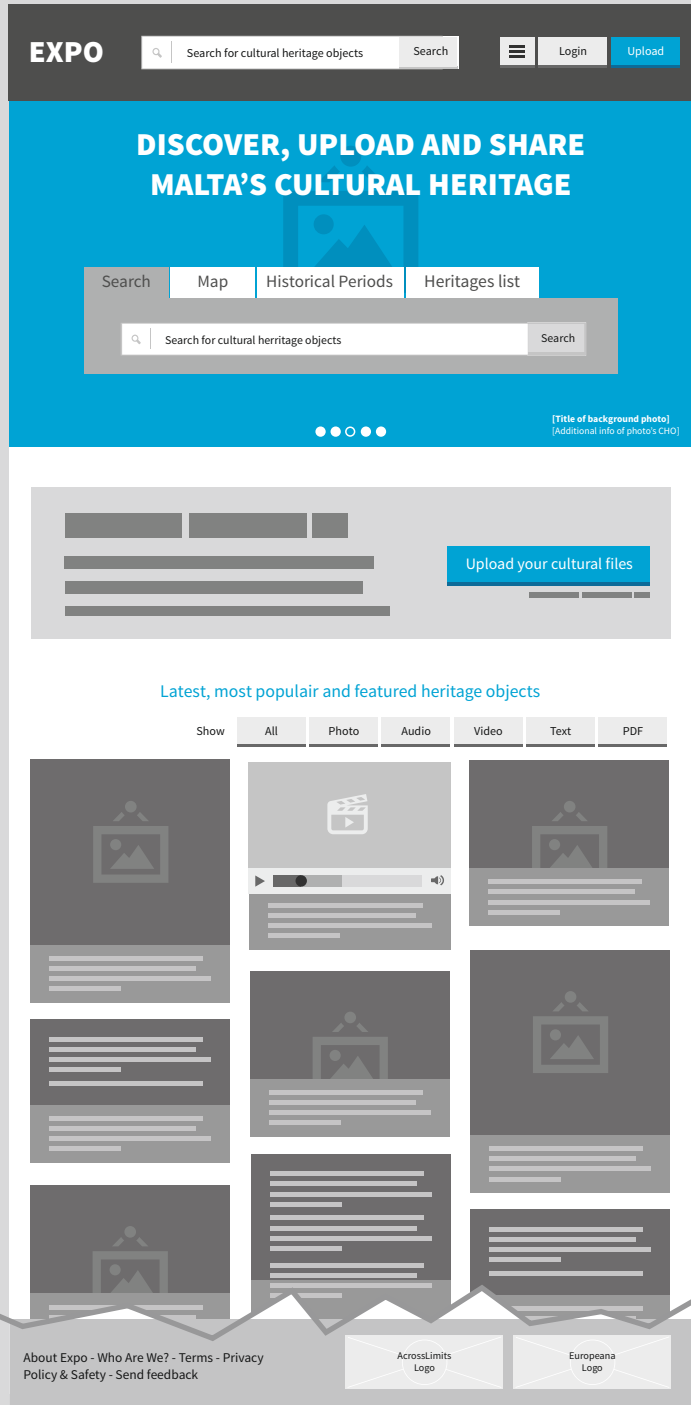 EXPO
Search for cultural heritage objects
Search
Login
Upload
DISCOVER, UPLOAD AND SHARE
MALTA’S CULTURAL HERITAGE
Search
Map
Historical Periods
Heritages list
Search for cultural herritage objects
Search
[Title of background photo]
[Additional info of photo's CHO]
Upload your cultural files
Latest, most populair and featured heritage objects
Show
All
Photo
Audio
Video
Text
PDF
About Expo - Who Are We? - Terms - Privacy
Policy & Safety - Send feedback
AcrossLimits
Logo
Europeana
Logo